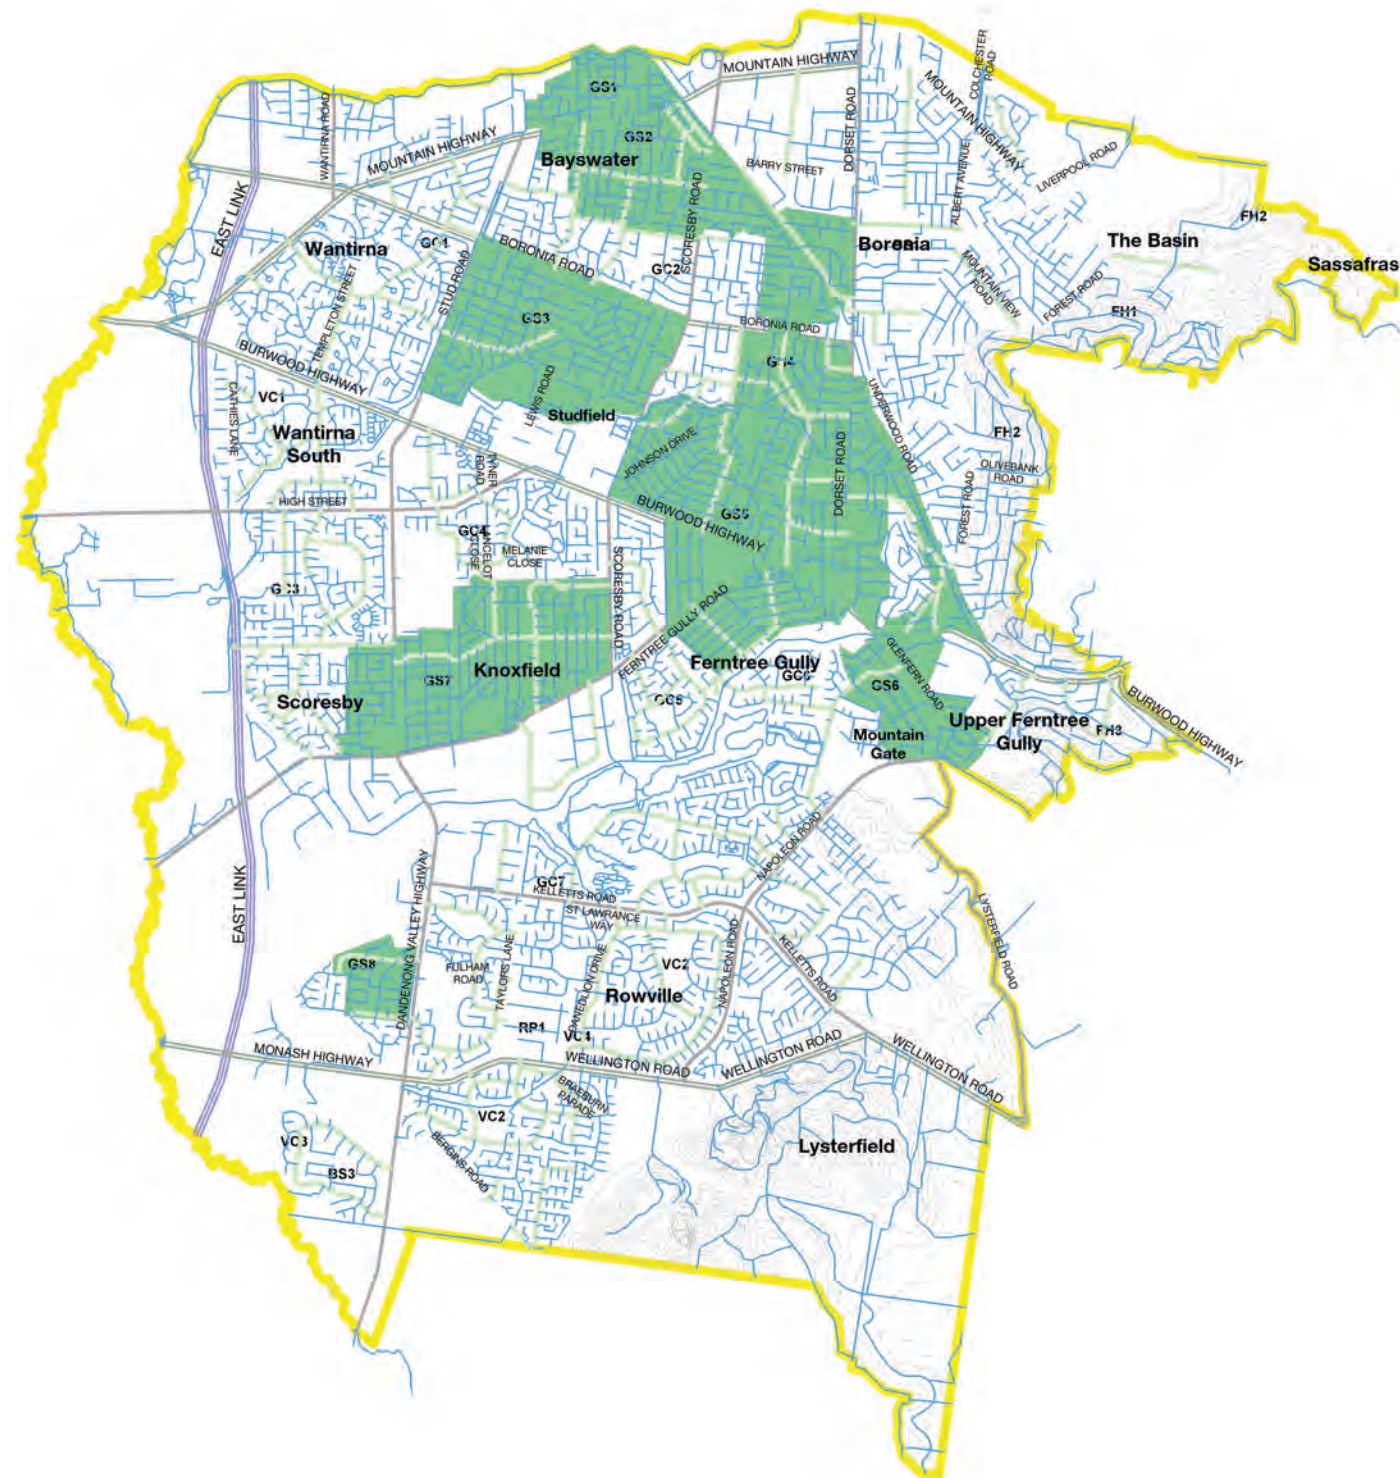 COLCHESTER
ROAD
MOUNTAIN HIGHWAY
MOUNTAIN HIGHWAY
GS1
WANTIRNA ROAD
DORSET ROAD
GS2
MOUNTAIN HIGHWAY
Bayswater
BARRY STREET
LIVERPOOL ROAD
ALBERT AVENUE
EAST LINK
SCORESBY ROAD
FH2
Wantirna
GC1
BORONIA ROAD
Boronia
The Basin
STUD ROAD
GC2
MOUNTAIN VIEW
ROAD
Sassafras
TEMPLETON STREET
FOREST ROAD
FH1
GS3
BORONIA ROAD
BURWOOD HIGHWAY
GS4
CATHIES LANE
VC1
LEWIS ROAD
UNDERWOOD ROAD
Studfield
Wantirna
South
FH2
JOHNSON DRIVE
TYNER
ROAD
DORSET ROAD
OLIVEBANK
ROAD
HIGH STREET
BURWOOD HIGHWAY
GS5
FOREST ROAD
GC4
LANCELOT
CLOSE
MELANIE
CLOSE
SCORESBY ROAD
GC3
FERNTREE GULLY ROAD
GLENFERN ROAD
Knoxfield
Ferntree Gully
GC6
GS7
GS6
Scoresby
GC5
BURWOOD HIGHWAY
Upper Ferntree
Gully
FH3
Mountain
Gate
NAPOLEON ROAD
GC7
KELLETTS ROAD
DANDENONG VALLEY HIGHWAY
ST LAWRANCE
WAY
EAST LINK
LYSTERFIELD ROAD
GS8
FULHAM
ROAD
TAYLORS LANE
VC2
NAPOLEON ROAD
KELLETTS ROAD
DANEDLION DRIVE
Rowville
RP1
VC4
MONASH HIGHWAY
WELLINGTON ROAD
WELLINGTON ROAD
WELLINGTON ROAD
BRAEBURN
PARADE
VC2
VC3
BERGINS ROAD
Lysterfield
BS3